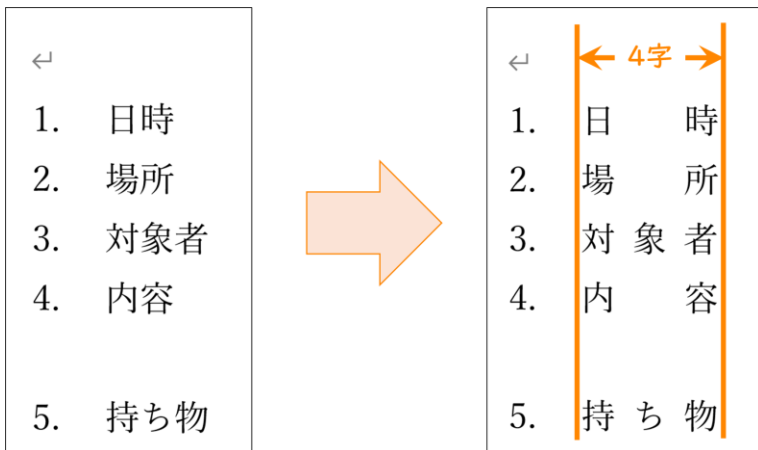 ↵
1. 日時
2. 場所
3. 対象者
4. 内容
5. 持ち物
↵
4字
1. 日 時
2. 場 所
3. 対 象 者
4. 内 容
5. 持 ち 物